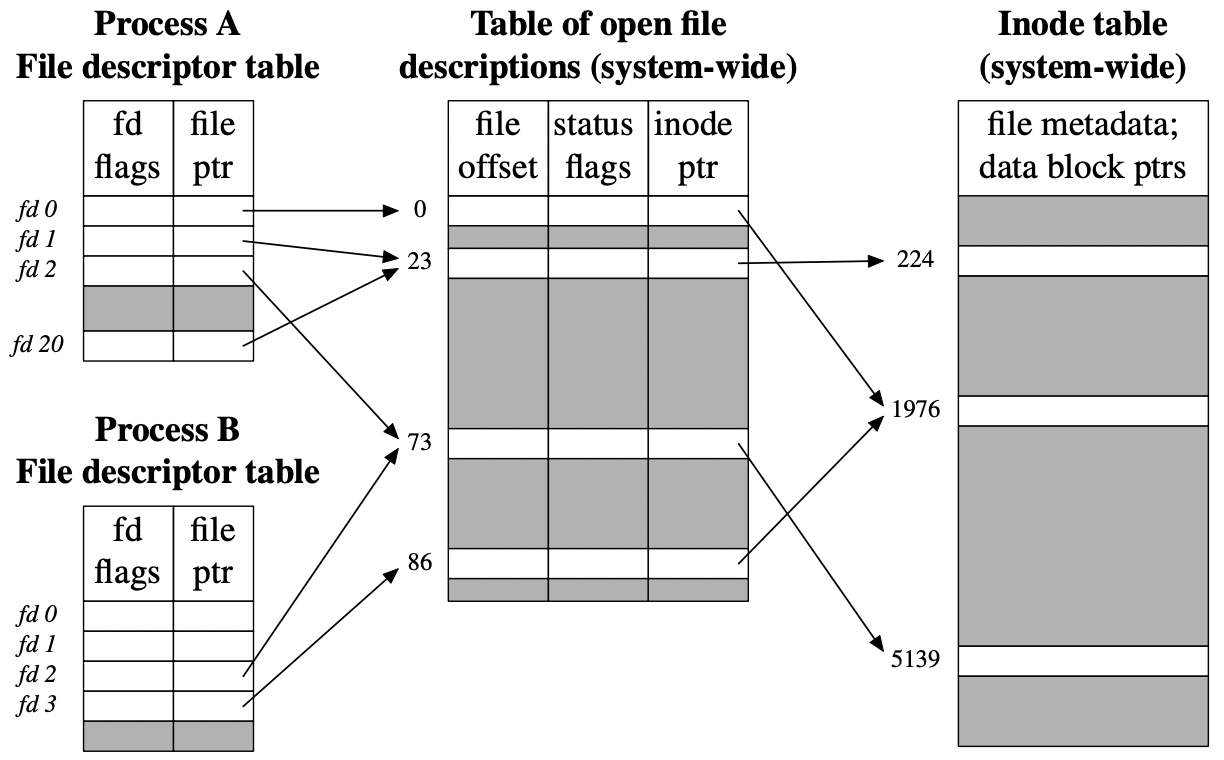 Process A
File descriptor table
fd
flags
file
ptr
fd 0
fd 1
fd 2
fd 20
Process B
File descriptor table
fd
flags
file
ptr
fd 0
fd 1
fd 2
fd 3
Table of open file
descriptions (system-wide)
file
offset
status
flags
inode
ptr
0
23
73
86
Inode table
(system-wide)
file metadata;
data block ptrs
224
1976
5139